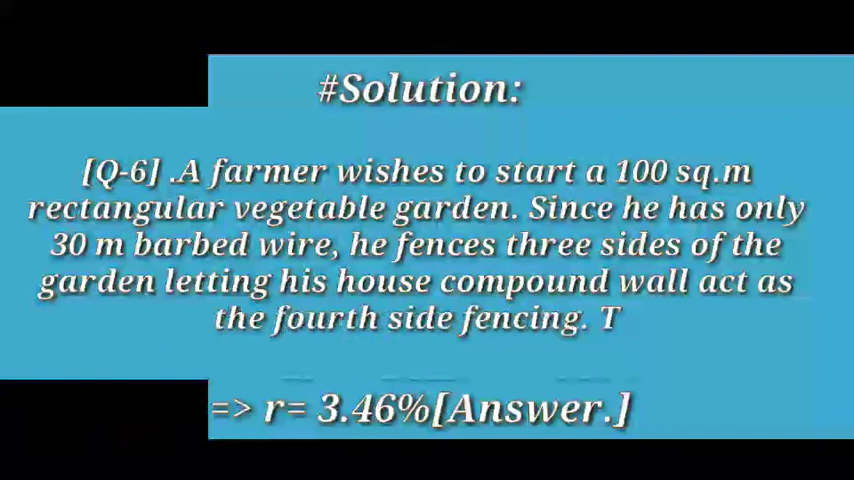 #Solution:
[Q-6] .A farmer wishes to start a 100 sq.m
rectangular vegetable garden. Since he has only
30 m barbed wire, he fences three sides of the
garden letting his house compound wall act as
the fourth side fencing. T
=> r= 3.46%[Answer.]